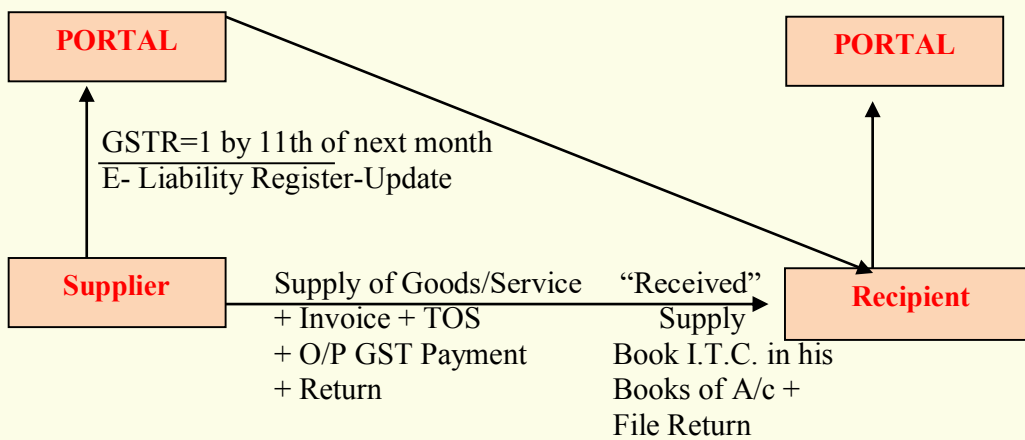 PORTAL
PORTAL
GSTR=1 by 11th of next month
E- Liability Register-Update
Supplier
Supply of Goods/Service
+ Invoice + TOS
+ O/P GST Payment
+ Return
“Received”
Supply
Book I.T.C. in his
Books of A/c +
File Return
Recipient